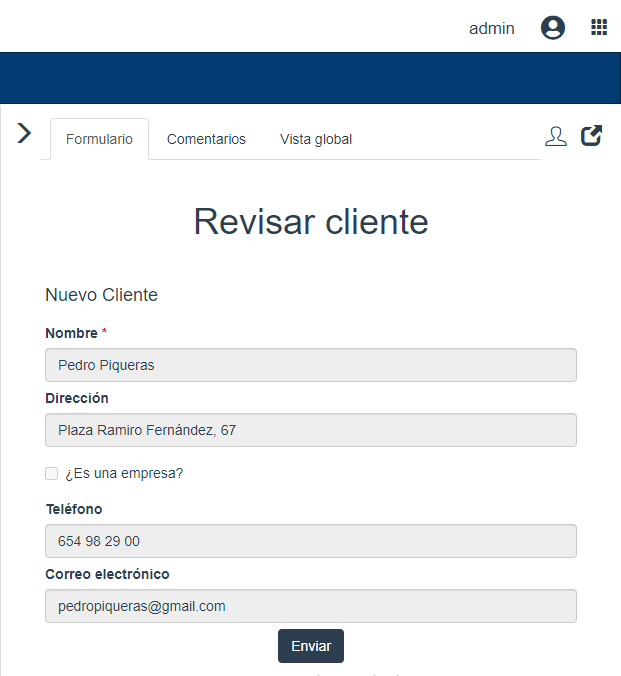 admin
Formulario Comentarios Vista global
Revisar cliente
Nuevo Cliente
Nombre *
Pedro Piqueras
Dirección
Plaza Ramiro Fernández, 67
¿Es una empresa?
Teléfono
654 98 29 00
Correo electrónico
pedropiqueras@gmail.com
Enviar